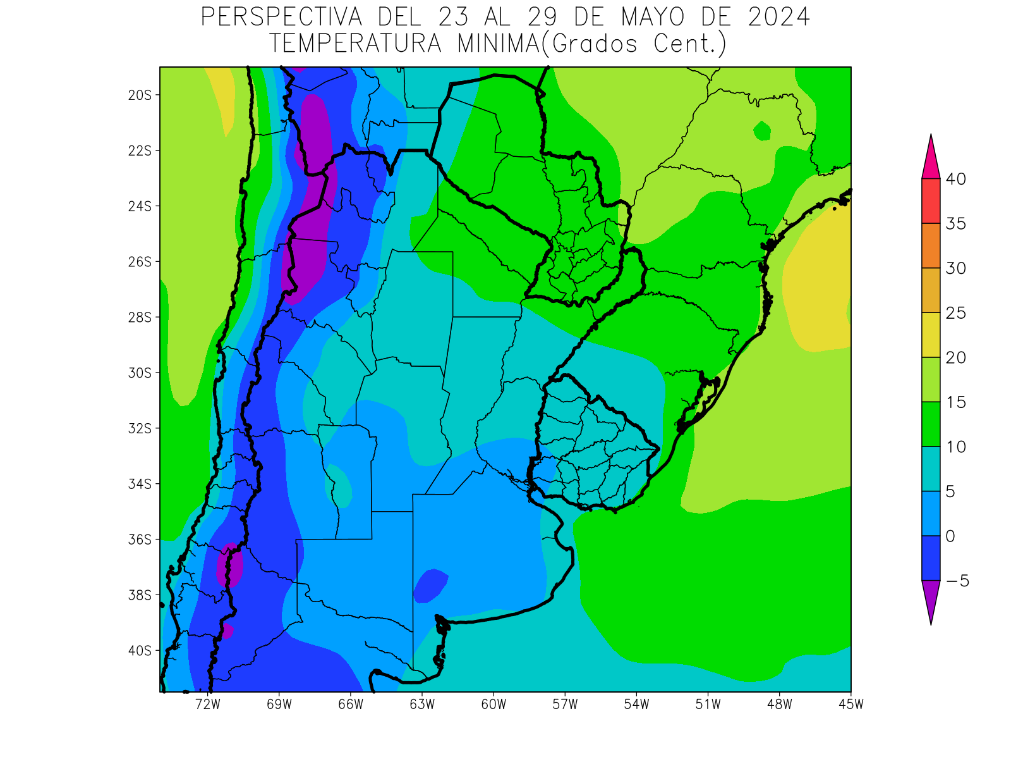 PERSPECTIVA DEL 23 AL 29 DE MAYO DE 2024
TEMPERATURA MINIMA(Grados Cent.)
20S
22S
24S
26S
28S
30S
32S
34S
36S
38S
40S
72W 69W 66W 63W 60W 57W 54W 51W 48W 45W
40
35
30
25
20
15
10
5
0
−5